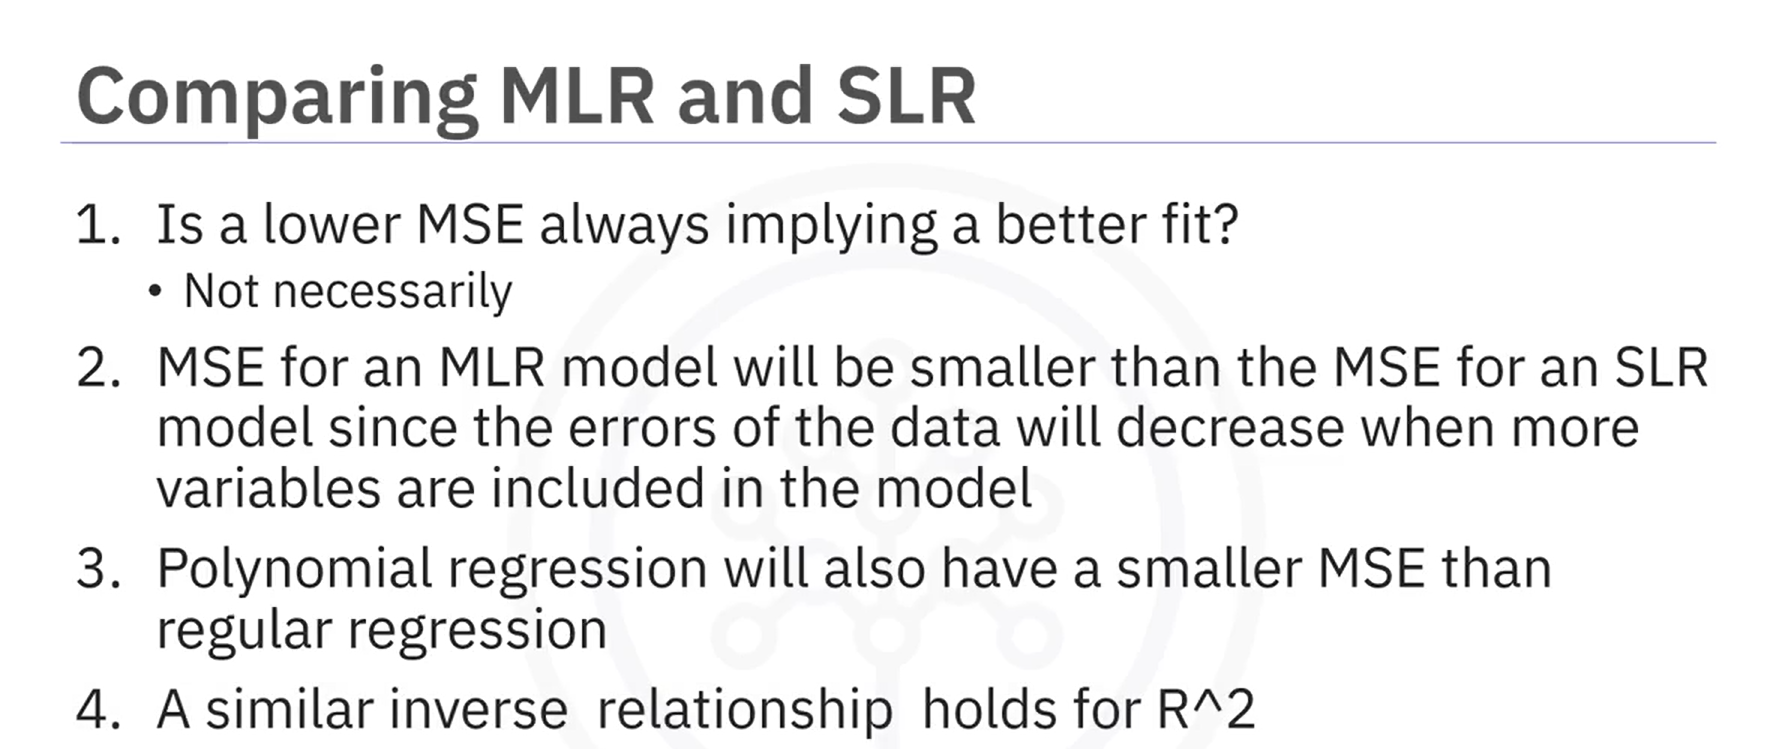 Comparing MLR and SLR
1. Is a lower MSE always implying a better fit?
• Not necessarily
2. MSE for an MLR model will be smaller than the MSE for an SLR
model since the errors of the data will decrease when more
variables are included in the model
3. Polynomial regression will also have a smaller MSE than
regular regression
4. A similar inverse relationship holds for R^2